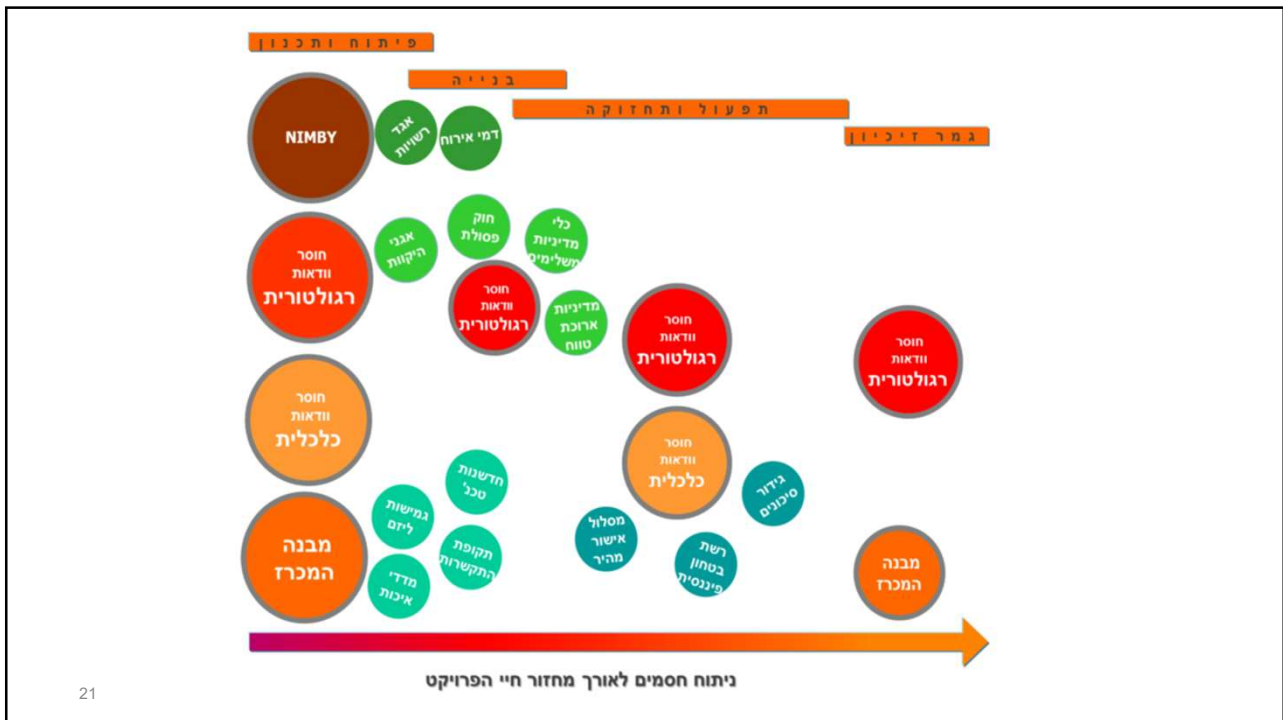 פיתוח ותכנון
בנייה
תפעול ותחזוקה
גמר זיכיון
NIMBY
אגד
רשויות
דמי אירוח
חוסר
וודאות
רגולטורית
אגני
היקוות
חוק
פסולת
כלי
מדיניות
משלימים
חוסר
וודאות
רגולטורית
מדיניות
ארוכת
טווח
חוסר
וודאות
רגולטורית
חוסר
וודאות
רגולטורית
חוסר
וודאות
כלכלית
חוסר
וודאות
כלכלית
מבנה
המכרז
גמישות
ליזם
חדשנות
טכנ'
תקופת
התקשרות
מדדי
איכות
מסלול
אישור
מהיר
רשת
בטחון
פיננסית
גידור
סיכונים
מבנה
המכרז
ניתוח חסמים לאורך מחזור חיי הפרויקט
21